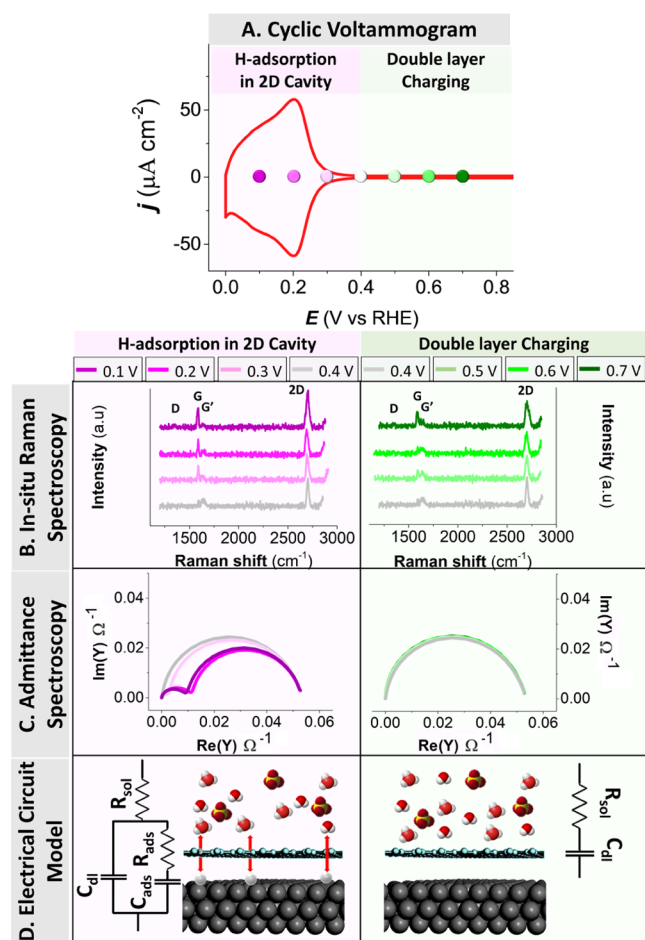 A. Cyclic Voltammogram
H-adsorption
in 2D Cavity
Double layer
Charging
50
0
-50
j (μA cm⁻²)
0.0 0.2 0.4 0.6 0.8
E (V vs RHE)
H-adsorption in 2D Cavity
Double layer Charging
0.1 V 0.2 V 0.3 V 0.4 V 0.4 V 0.5 V 0.6 V 0.7 V
B. In-situ Raman
Spectroscopy
Intensity (a.u)
D G G' 2D
1500 2000 2500 3000
Raman shift (cm⁻¹)
D G G' 2D
Intensity (a.u)
1500 2000 2500 3000
Raman shift (cm⁻¹)
C. Admittance
Spectroscopy
Im(Y) Ω⁻¹
0.04
0.02
0.00
0.00 0.02 0.04 0.06
Re(Y) Ω⁻¹
Im(Y) Ω⁻¹
0.04
0.02
0.00
0.00 0.02 0.04 0.06
Re(Y) Ω⁻¹
D. Electrical Circuit
Model
Rsol
Cdl
Rads
Cads
Rsol
Cdl